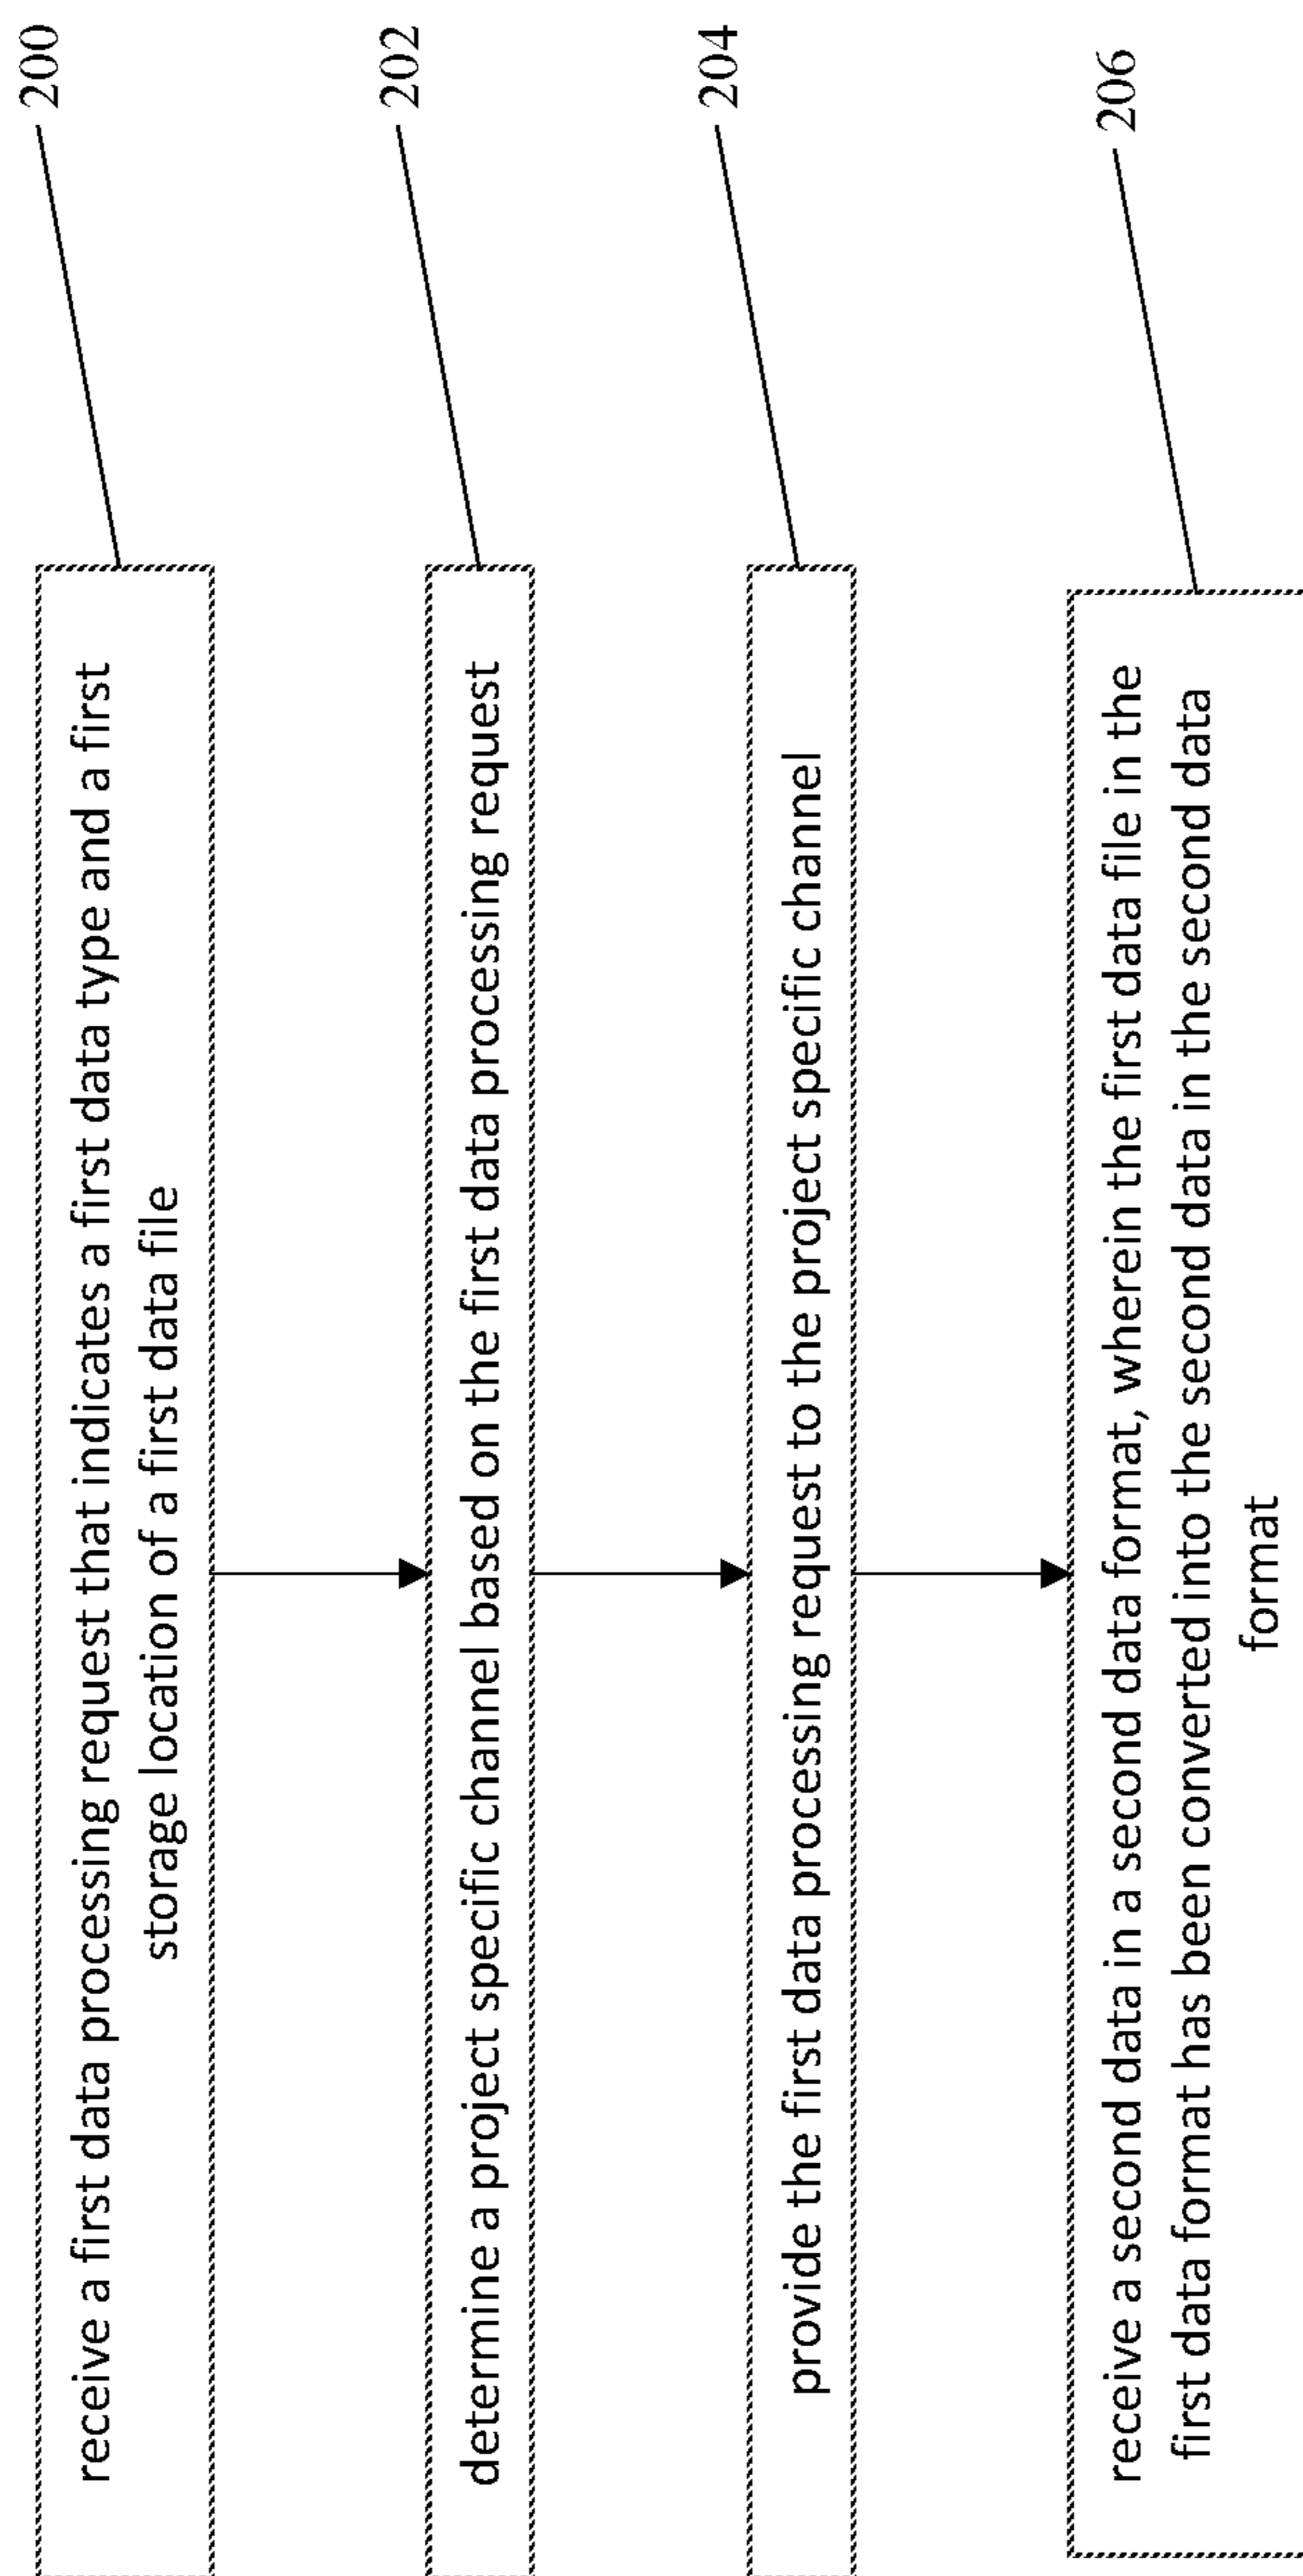 200
receive a first data processing request that indicates a first data type and a first
storage location of a first data file
202
determine a project specific channel based on the first data processing request
204
provide the first data processing request to the project specific channel
206
receive a second data in a second data format, wherein the first data file in the
first data format has been converted into the second data in the second data
format